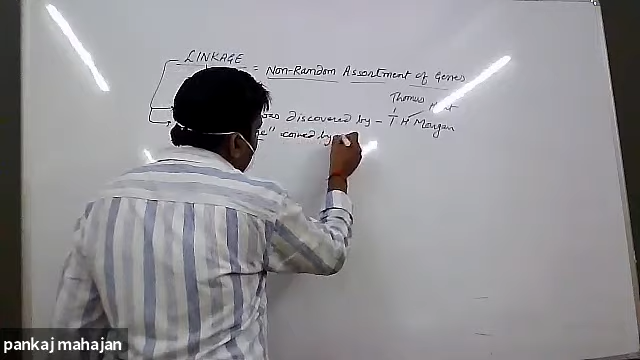 LINKAGE
= Non-Random Assortment of Genes
Thomas Hunt
discovered by - T H Morgan
" coined by
pankaj mahajan